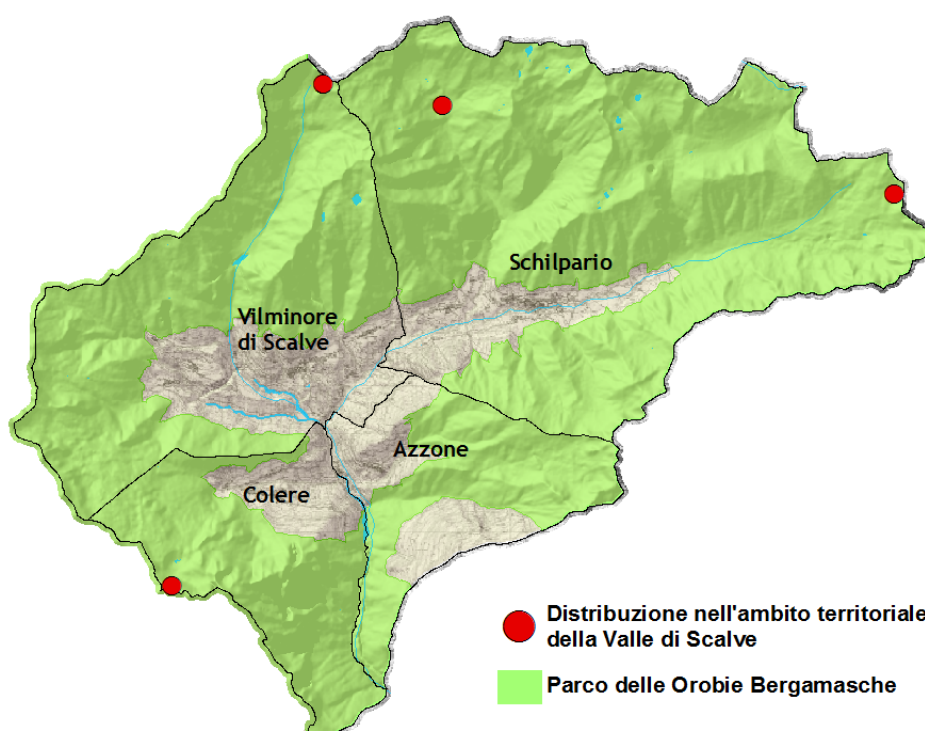 Schilpario
Vilminore
di Scalve
Azzone
Colere
Distribuzione nell'ambito territoriale
della Valle di Scalve
Parco delle Orobie Bergamasche